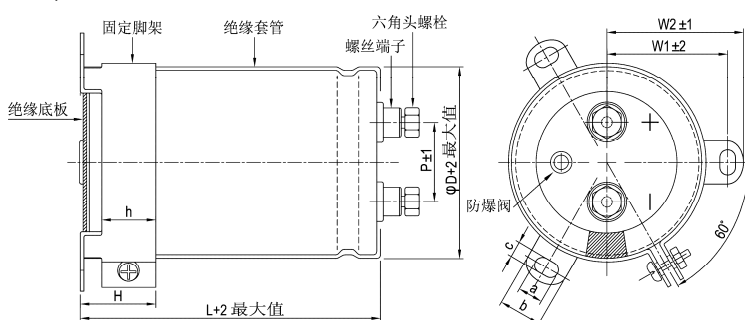 固定脚架
绝缘套管
六角头螺栓
螺丝端子
绝缘底板
h
H
L+2 最大值
P±1
φD+2 最大值
W2±1
W1±2
+
防爆阀
60°
c
a
b